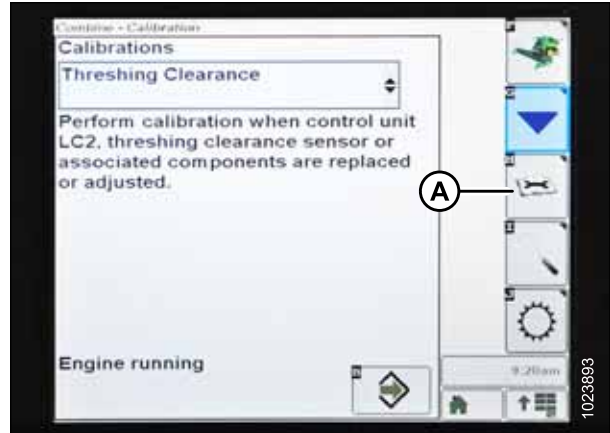 Combine - Calibration
Calibrations
Threshing Clearance
Perform calibration when control unit
LC2, threshing clearance sensor or
associated components are replaced
or adjusted.
A
Engine running
9:20am
1023893